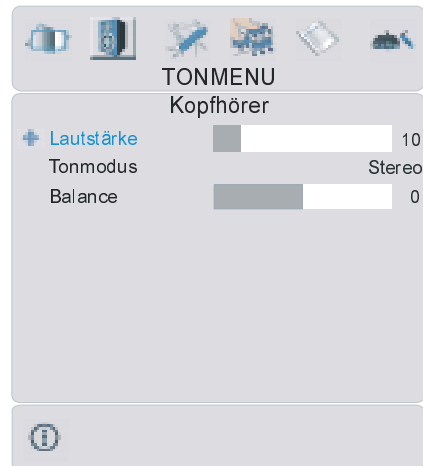 TONMENU
Kopfhörer
Lautstärke 10
Tonmodus Stereo
Balance 0